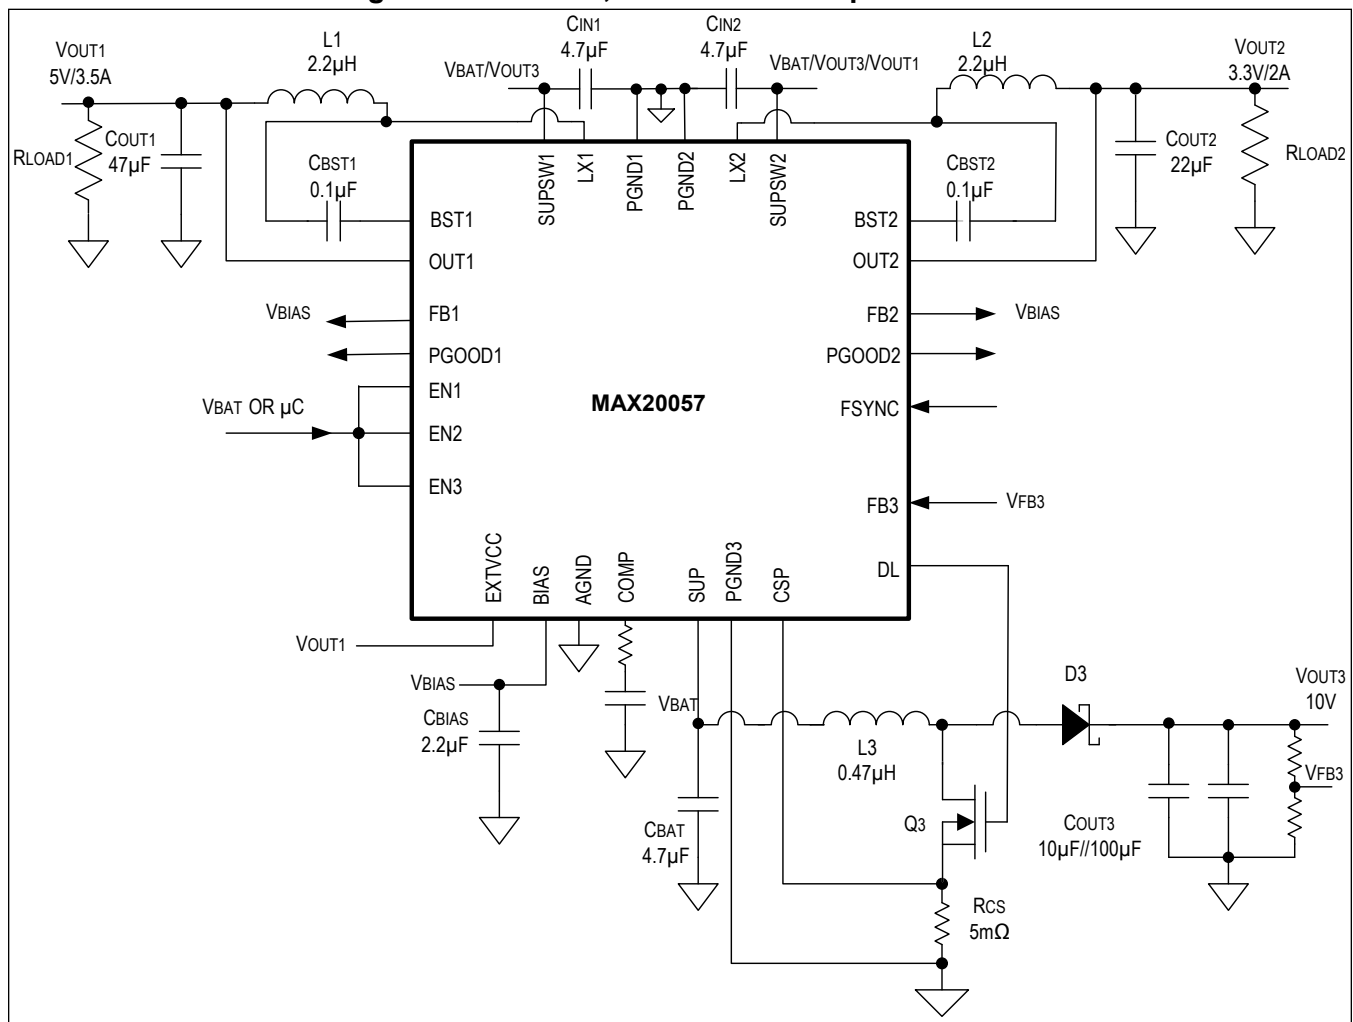 CIN1
4.7µF
CIN2
4.7µF
L1
2.2µH
L2
2.2µH
VOUT1
5V/3.5A
VBAT/VOUT3
VBAT/VOUT3/VOUT1
VOUT2
3.3V/2A
RLOAD1
COUT1
47µF
CBST1
0.1µF
SUPSW1
LX1
PGND1
PGND2
LX2
SUPSW2
CBST2
0.1µF
COUT2
22µF
RLOAD2
BST1
BST2
OUT1
OUT2
VBIAS
FB1
FB2
VBIAS
PGOOD1
PGOOD2
EN1
VBAT OR µC
MAX20057
FSYNC
EN2
EN3
FB3
VFB3
DL
EXTVCC
BIAS
AGND
COMP
SUP
PGND3
CSP
VOUT1
VBIAS
CBIAS
2.2µF
VBAT
L3
0.47µH
D3
VOUT3
10V
VFB3
CBAT
4.7µF
Q3
COUT3
10µF//100µF
RCS
5mΩ